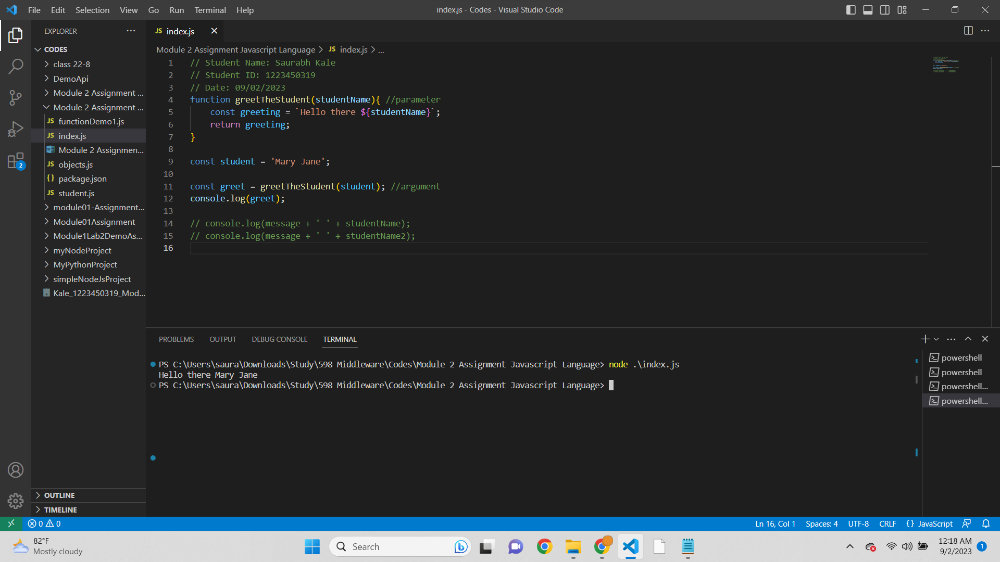 File Edit Selection View Go Run Terminal Help
index.js - Codes - Visual Studio Code
EXPLORER
CODES
class 22-8
DemoApi
Module 2 Assignment ...
Module 2 Assignment ...
JS functionDemo1.js
JS index.js
Module 2 Assignmen...
JS objects.js
{} package.json
JS student.js
module01-Assignment...
Module01Assignment
Module1Lab2DemoAs...
myNodeProject
MyPythonProject
simpleNodeJsProject
Kale_1223450319_Mod...
OUTLINE
TIMELINE
2
JS index.js
Module 2 Assignment Javascript Language > JS index.js > ...
1 // Student Name: Saurabh Kale
2 // Student ID: 1223450319
3 // Date: 09/02/2023
4 function greetTheStudent(studentName){ //parameter
5 const greeting = `Hello there ${studentName}`;
6 return greeting;
7 }
8
9 const student = 'Mary Jane';
10
11 const greet = greetTheStudent(student); //argument
12 console.log(greet);
13
14 // console.log(message + ' ' + studentName);
15 // console.log(message + ' ' + studentName2);
16
PROBLEMS OUTPUT DEBUG CONSOLE TERMINAL
PS C:\Users\saura\Downloads\Study\598 Middleware\Codes\Module 2 Assignment Javascript Language> node .\index.js
Hello there Mary Jane
PS C:\Users\saura\Downloads\Study\598 Middleware\Codes\Module 2 Assignment Javascript Language>
powershell
powershell
powershell...
powershell...
0 0
Ln 16, Col 1 Spaces: 4 UTF-8 CRLF {} JavaScript
82°F
Mostly cloudy
Search
12:18 AM
9/2/2023
1